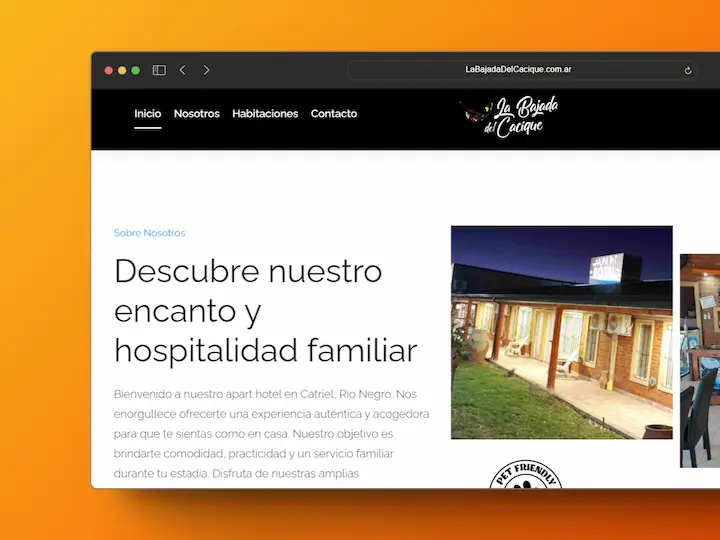 LaBajadaDelCacique.com.ar
Inicio Nosotros Habitaciones Contacto
La Bajada
del Cacique
Sobre Nosotros
Descubre nuestro
encanto y
hospitalidad familiar
Bienvenido a nuestro apart hotel en Catriel, Río Negro. Nos
enorgullece ofrecerte una experiencia auténtica y acogedora
para que te sientas como en casa. Nuestro objetivo es
brindarte comodidad, practicidad y un servicio familiar
durante tu estadía. Disfruta de nuestras amplias
PET FRIENDLY